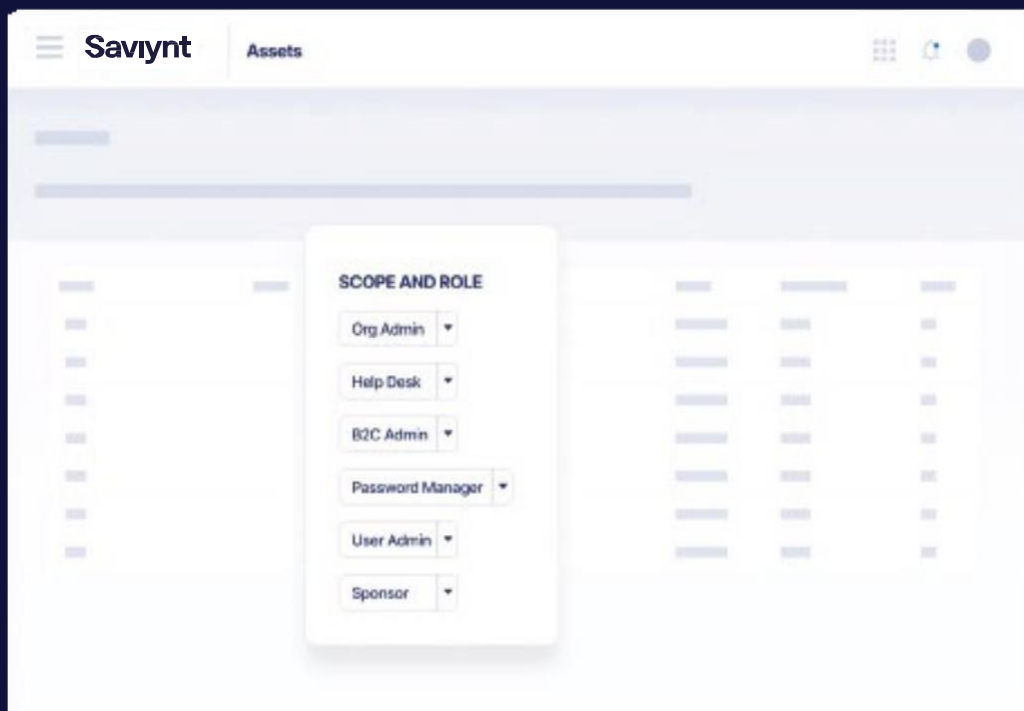 Saviynt
Assets
SCOPE AND ROLE
Org Admin
Help Desk
B2C Admin
Password Manager
User Admin
Sponsor